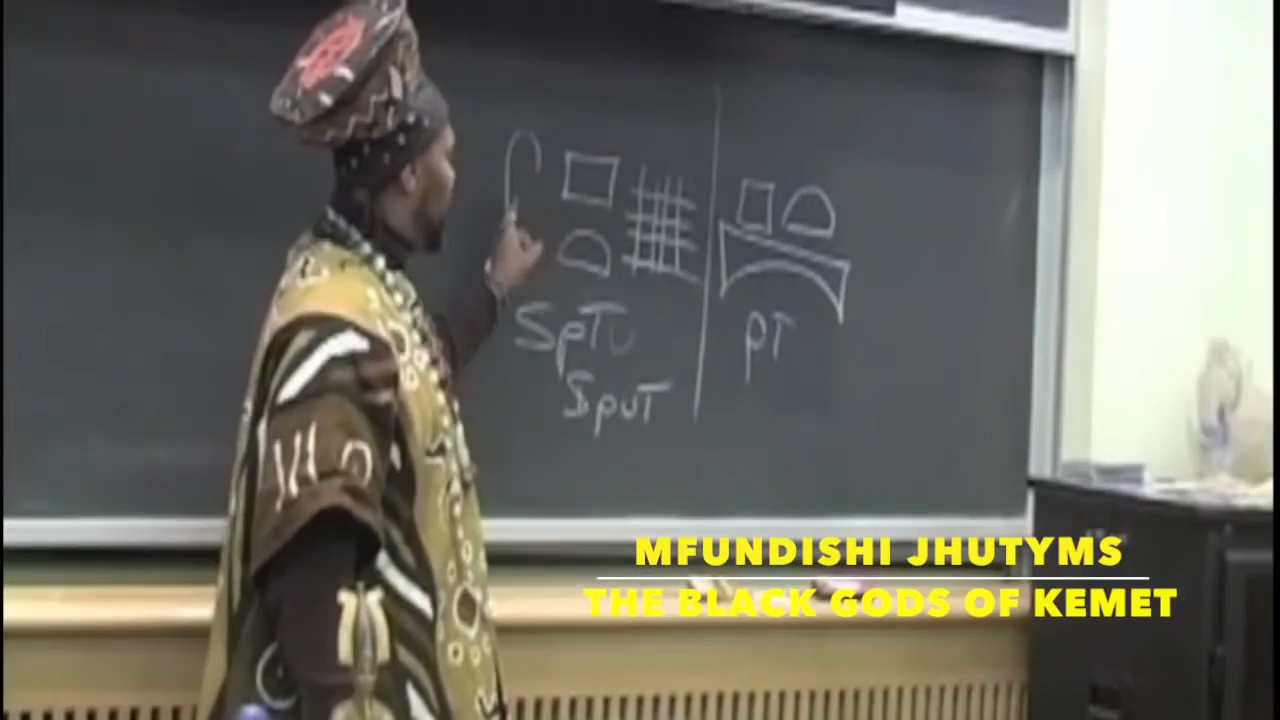 SpTU
SpuT
pT
MFUNDISHI JHUTYMS
THE BLACK GODS OF KEMET